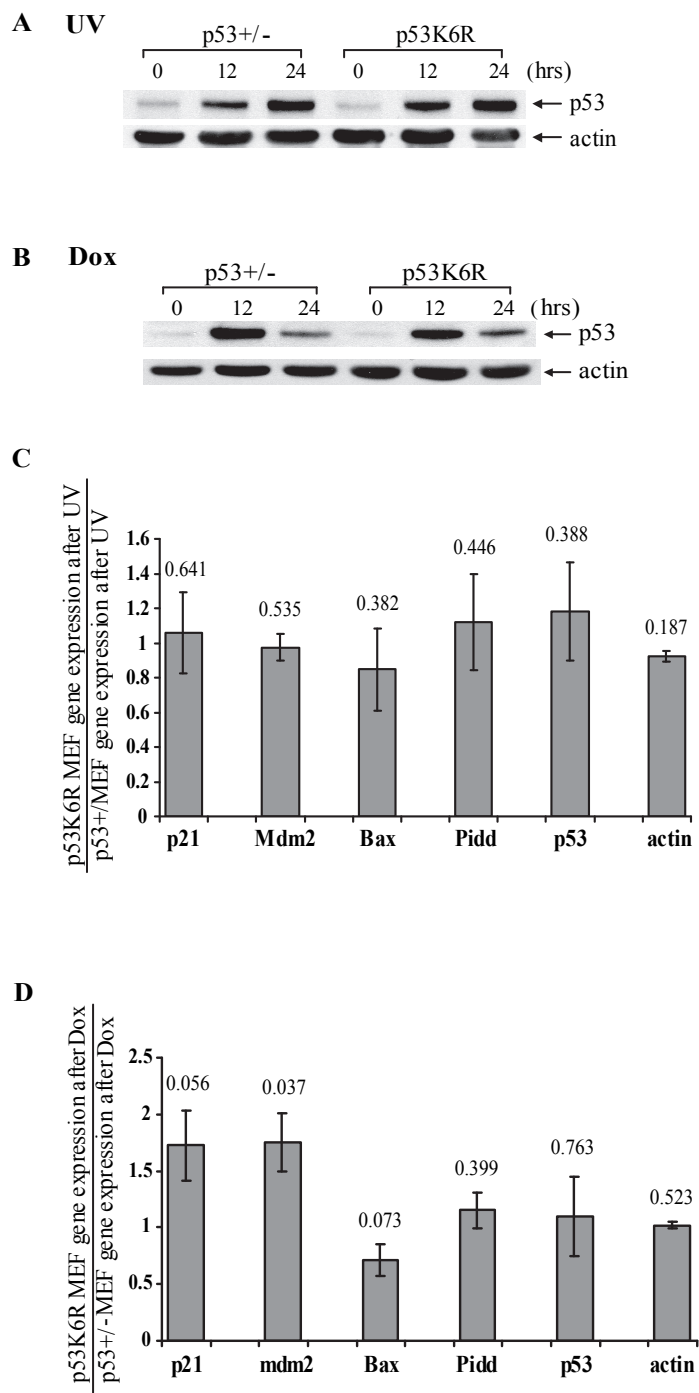 A UV
p53+/- p53K6R
0 12 24 0 12 24 (hrs)
p53
actin
B Dox
p53+/- p53K6R
0 12 24 0 12 24 (hrs)
p53
actin
C
p53K6R MEF gene expression after UV
p53+/MEF gene expression after UV
1.6
1.4
1.2
1
0.8
0.6
0.4
0.2
0
0.641
0.535
0.382
0.446
0.388
0.187
p21 Mdm2 Bax Pidd p53 actin
D
p53K6R MEF gene expression after Dox
p53+/-MEF gene expression after Dox
2.5
2
1.5
1
0.5
0
0.056
0.037
0.073
0.399
0.763
0.523
p21 mdm2 Bax Pidd p53 actin